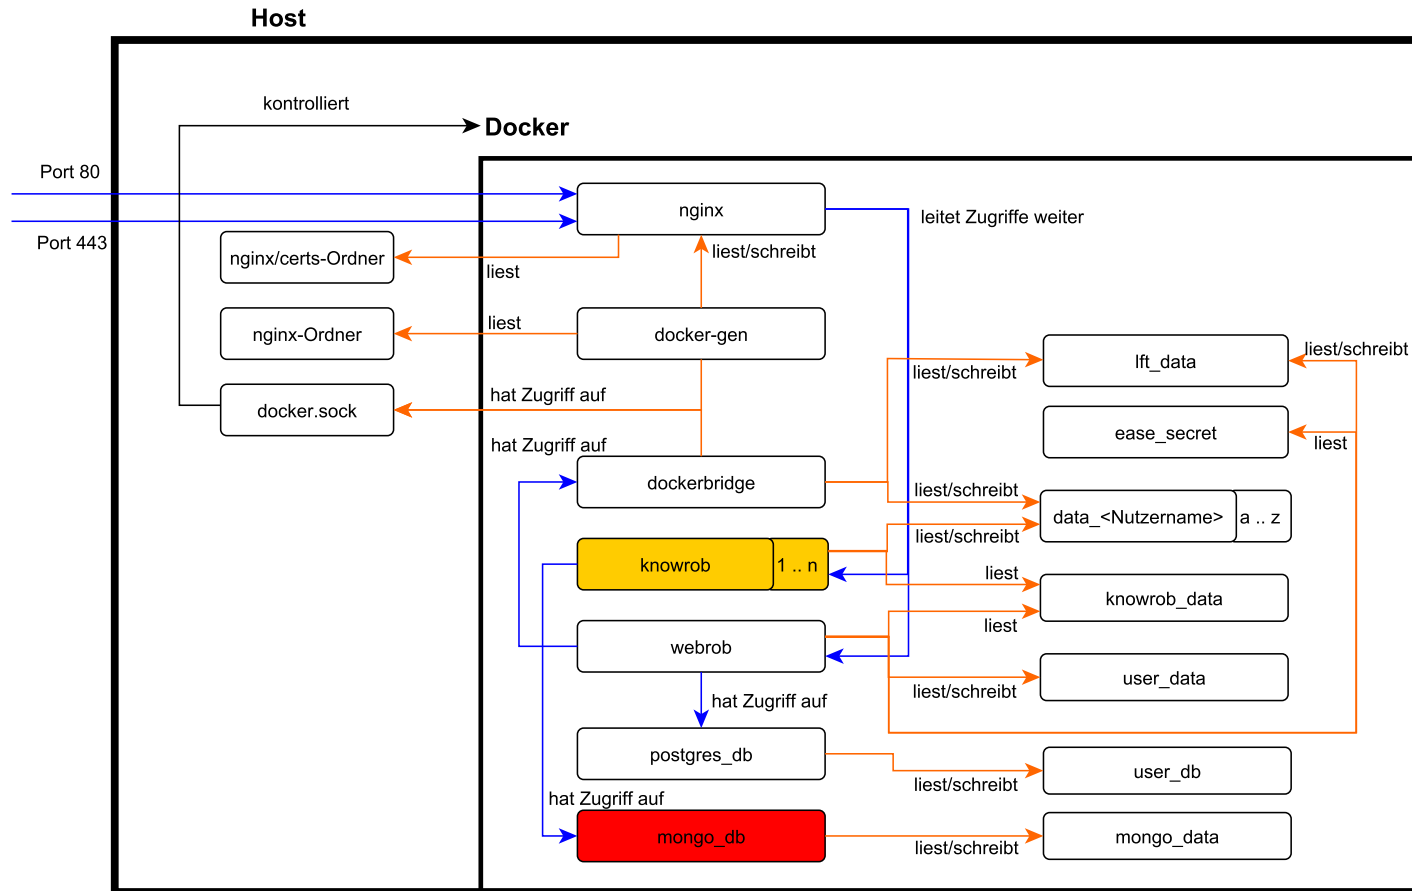 Host
kontrolliert
Docker
Port 80
nginx
leitet Zugriffe weiter
Port 443
nginx/certs-Ordner
liest
liest/schreibt
nginx-Ordner
liest
docker-gen
lft_data
liest/schreibt
liest/schreibt
docker.sock
hat Zugriff auf
ease_secret
liest
hat Zugriff auf
dockerbridge
liest/schreibt
data_<Nutzername>
a .. z
liest/schreibt
knowrob
1 .. n
liest
knowrob_data
liest
webrob
user_data
liest/schreibt
hat Zugriff auf
postgres_db
user_db
liest/schreibt
hat Zugriff auf
mongo_db
mongo_data
liest/schreibt